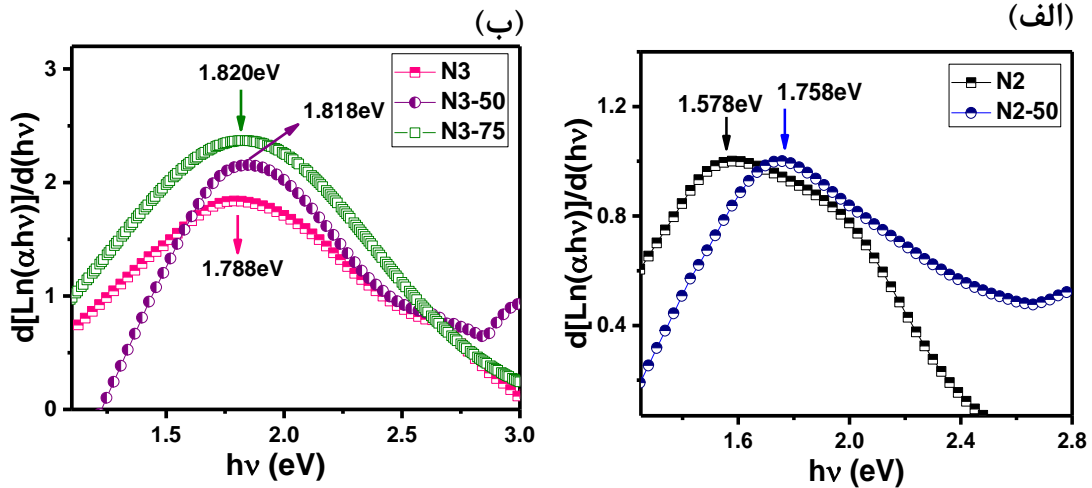 (ب)
d[Ln(αhν)]/d(hν)
3
2
1
0
1.820eV
1.818eV
1.788eV
N3
N3-50
N3-75
1.5
2.0
2.5
3.0
hν (eV)
(الف)
d[Ln(αhν)]/d(hν)
1.2
0.8
0.4
1.578eV
1.758eV
N2
N2-50
1.6
2.0
2.4
2.8
hν (eV)